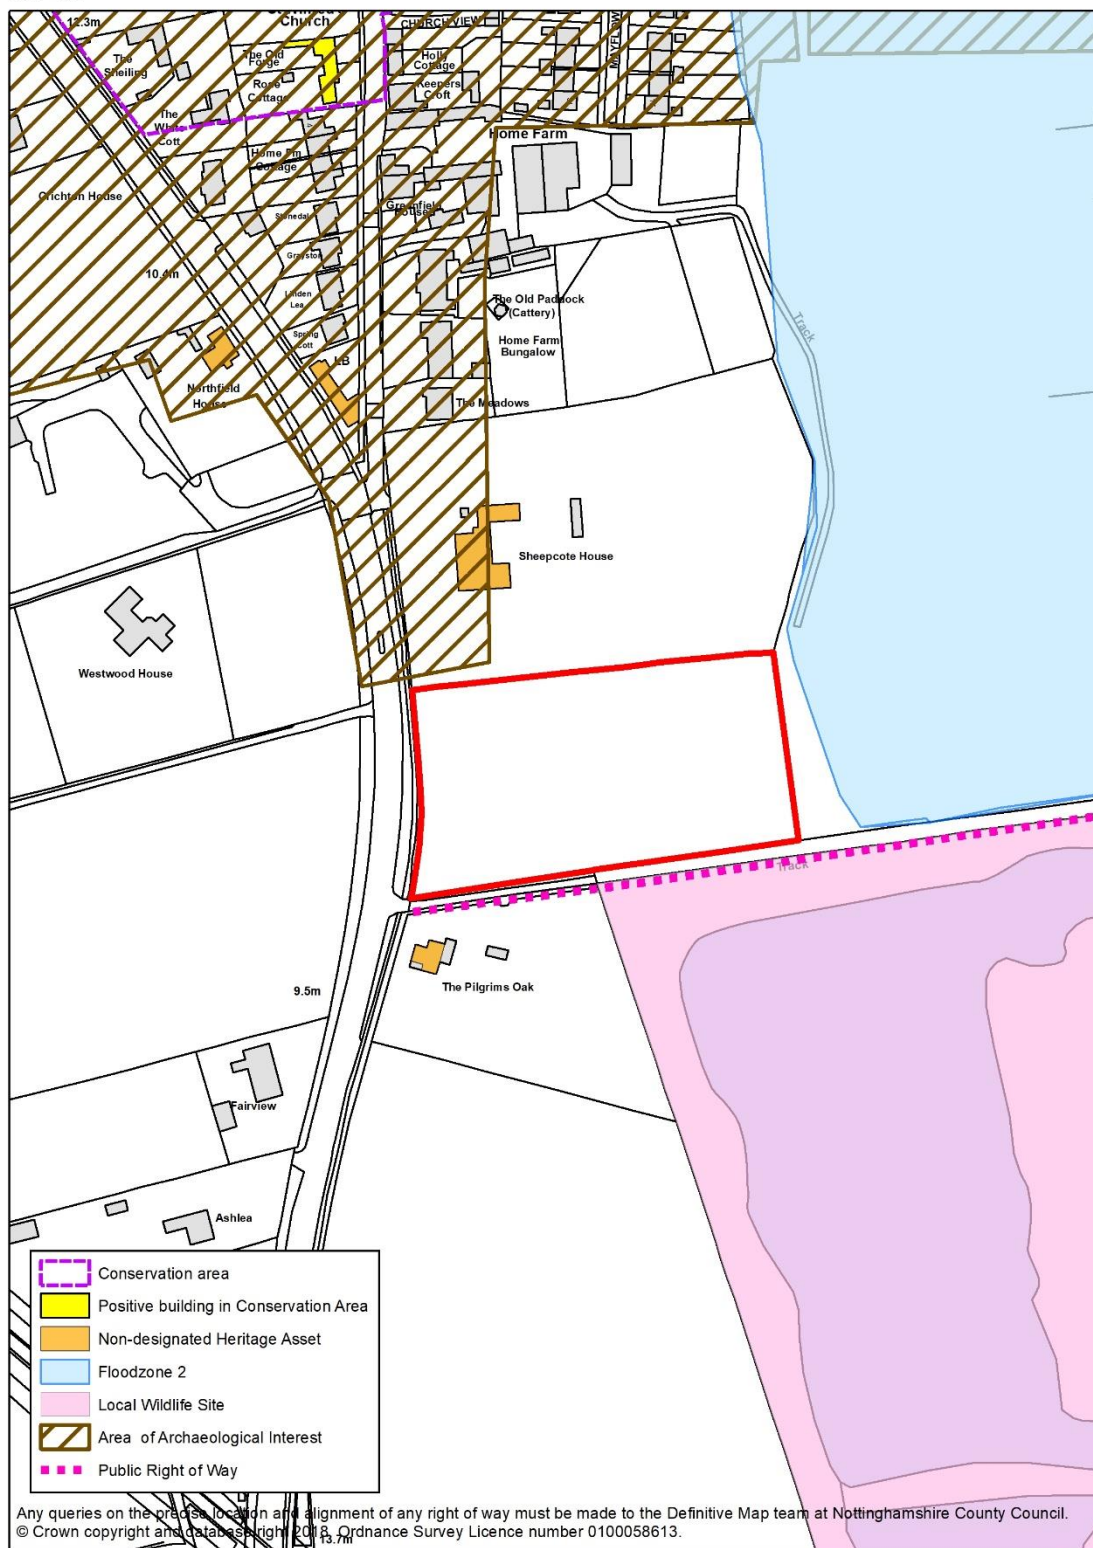 12.3m
Church
CHURCH VIEW
MAYFLOW
The
Sheiling
The Old
Forge
Rose
Cottage
Holly
Cottage
Keepers
Croft
The
White
Cott
Home Fm
Cottage
Home Farm
Crichton House
Greenfield
House
Stonedale
Grayston
10.4m
Linden
Lea
The Old Paddock
(Cattery)
Track
Spring
Cott
LB
Home Farm
Bungalow
Northfield
House
The Meadows
Sheepcote House
Westwood House
Track
The Pilgrims Oak
9.5m
Fairview
Ashlea
Conservation area
Positive building in Conservation Area
Non-designated Heritage Asset
Floodzone 2
Local Wildlife Site
Area of Archaeological Interest
Public Right of Way
Any queries on the precise location and alignment of any right of way must be made to the Definitive Map team at Nottinghamshire County Council.
© Crown copyright and database right 2018. Ordnance Survey Licence number 0100058613.
13.7m